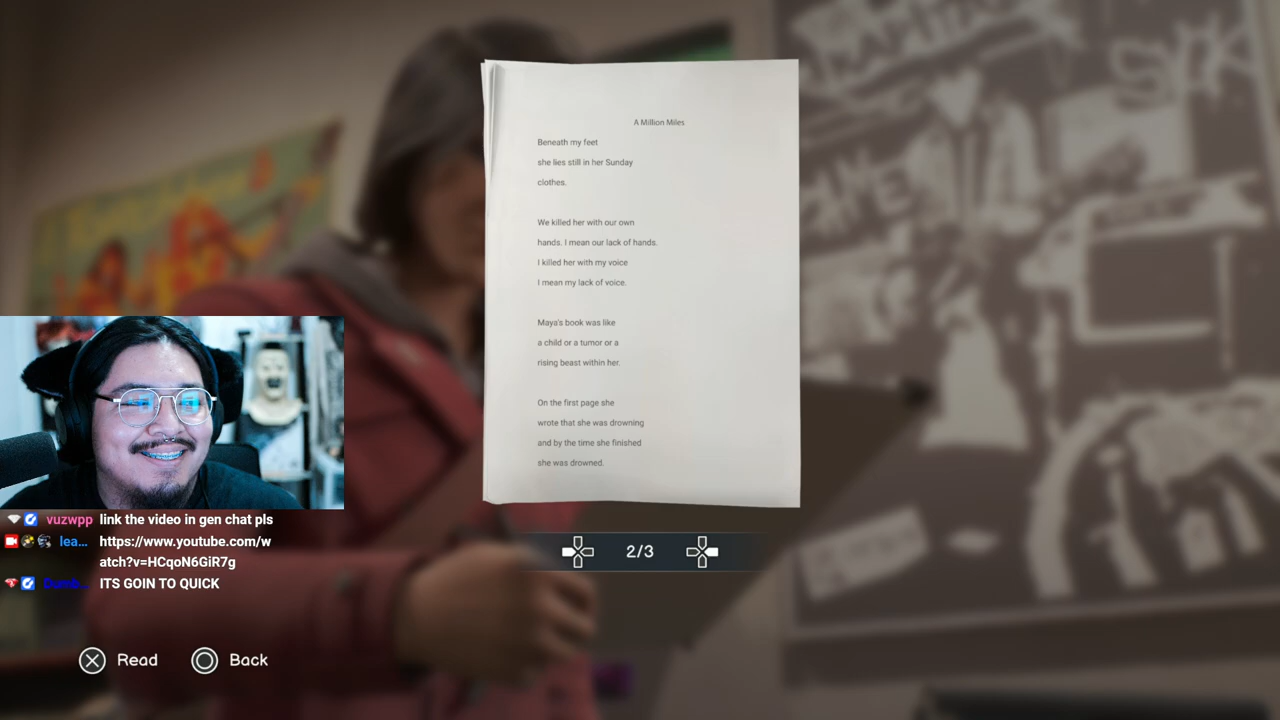 A Million Miles
Beneath my feet
she lies still in her Sunday
clothes.
We killed her with our own
hands. I mean our lack of hands.
I killed her with my voice
I mean my lack of voice.
Maya's book was like
a child or a tumor or a
rising beast within her.
On the first page she
wrote that she was drowning
and by the time she finished
she was drowned.
2/3
vuzwpp link the video in gen chat pls
lea... https://www.youtube.com/w
atch?v=HCqoN6GiR7g
Dumb... ITS GOIN TO QUICK
Read
Back